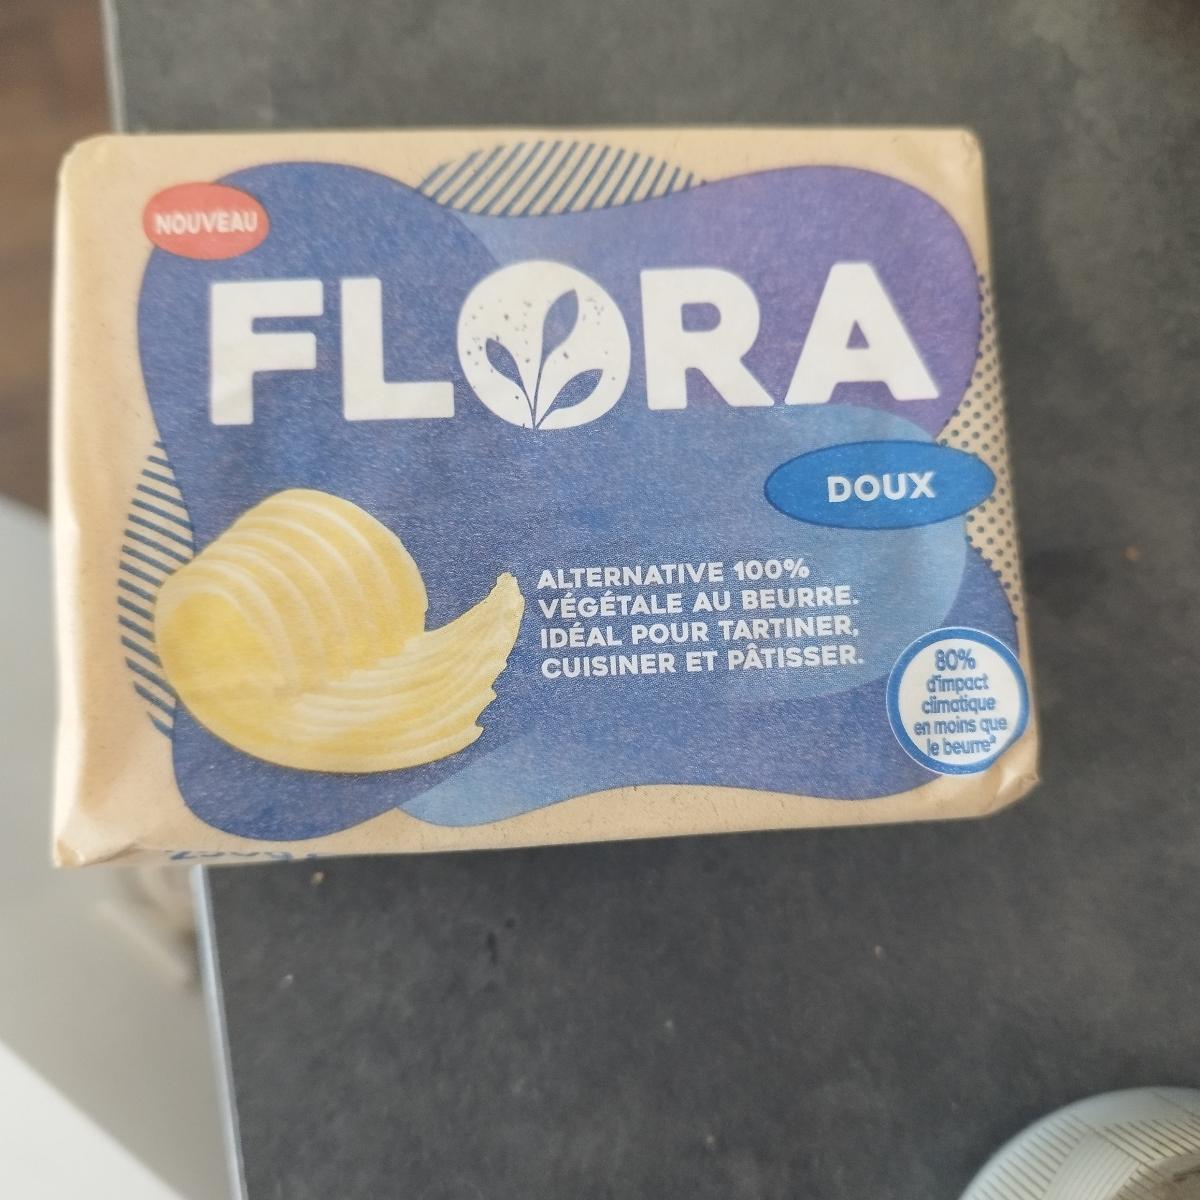 NOUVEAU
FLORA
DOUX
ALTERNATIVE 100%
VÉGÉTALE AU BEURRE.
IDÉAL POUR TARTINER,
CUISINER ET PÂTISSER.
80%
d'impact
climatique
en moins que
le beurre*